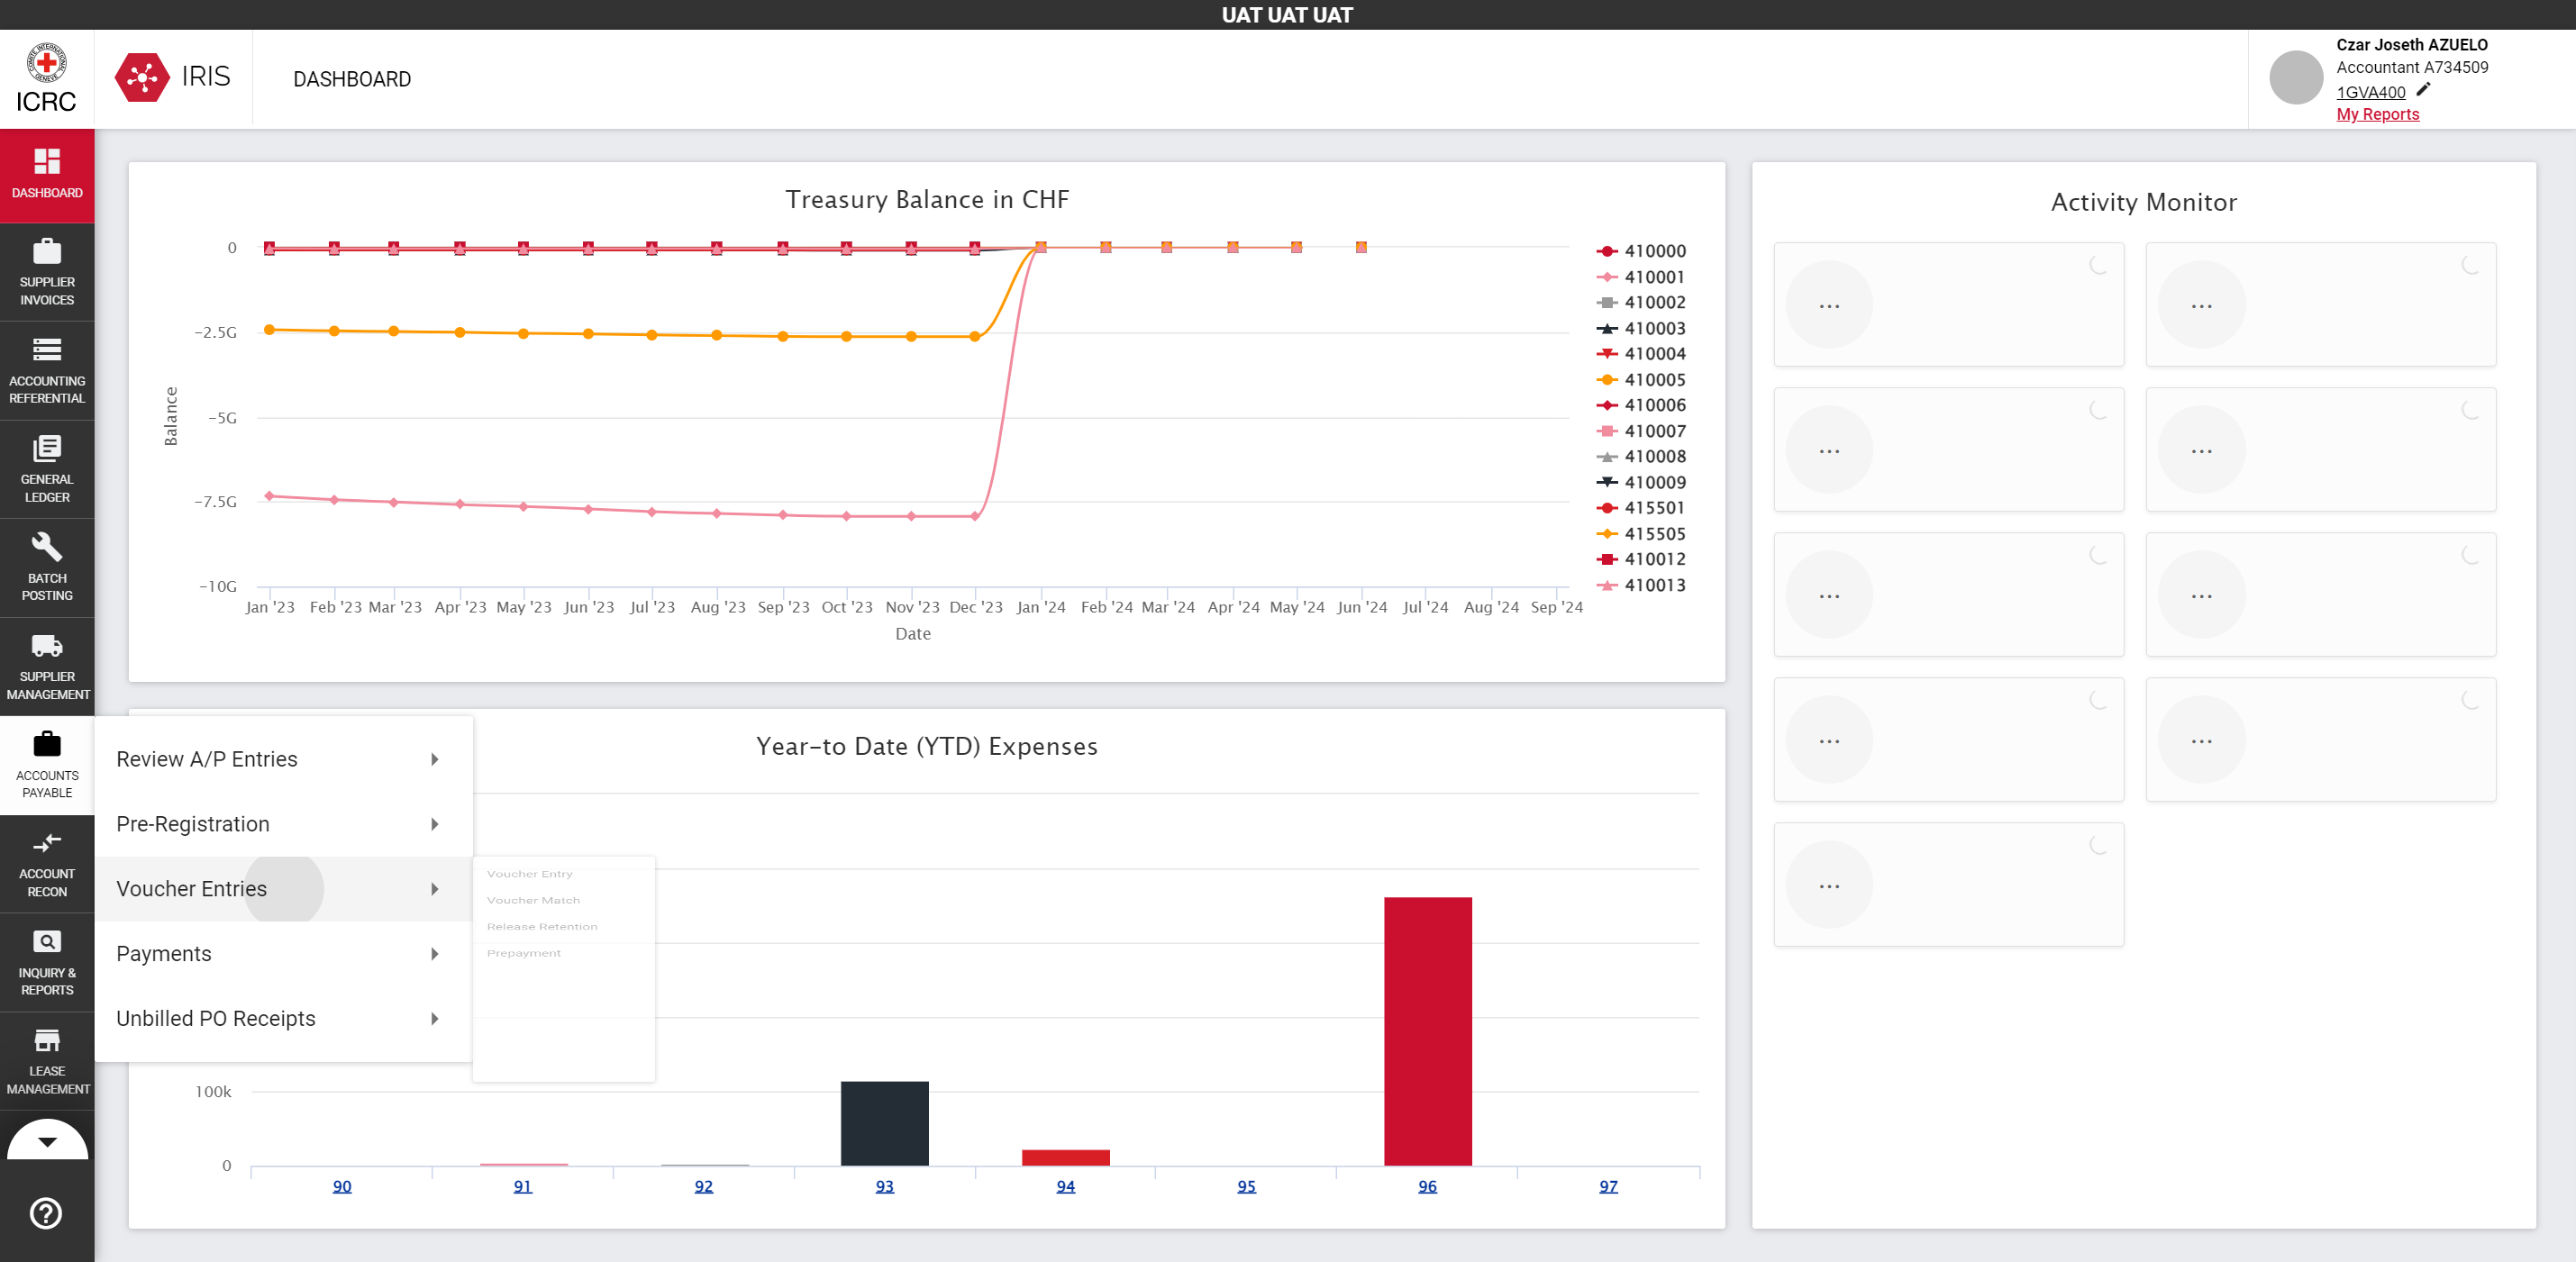 UAT UAT UAT
COMITE INTERNATIONAL GENEVE
ICRC
IRIS
DASHBOARD
Czar Joseth AZUELO
Accountant A734509
1GVA400
My Reports
DASHBOARD
SUPPLIER
INVOICES
ACCOUNTING
REFERENTIAL
GENERAL
LEDGER
BATCH
POSTING
SUPPLIER
MANAGEMENT
ACCOUNTS
PAYABLE
ACCOUNT
RECON
INQUIRY &
REPORTS
LEASE
MANAGEMENT
Review A/P Entries
Pre-Registration
Voucher Entries
Payments
Unbilled PO Receipts
Voucher Entry
Voucher Match
Release Retention
Prepayment
Treasury Balance in CHF
Balance
0
−2.5G
−5G
−7.5G
−10G
Jan '23 Feb '23 Mar '23 Apr '23 May '23 Jun '23 Jul '23 Aug '23 Sep '23 Oct '23 Nov '23 Dec '23 Jan '24 Feb '24 Mar '24 Apr '24 May '24 Jun '24 Jul '24 Aug '24 Sep '24
Date
410000
410001
410002
410003
410004
410005
410006
410007
410008
410009
415501
415505
410012
410013
Year-to Date (YTD) Expenses
100k
0
90 91 92 93 94 95 96 97
Activity Monitor
... ...
... ...
... ...
... ...
...